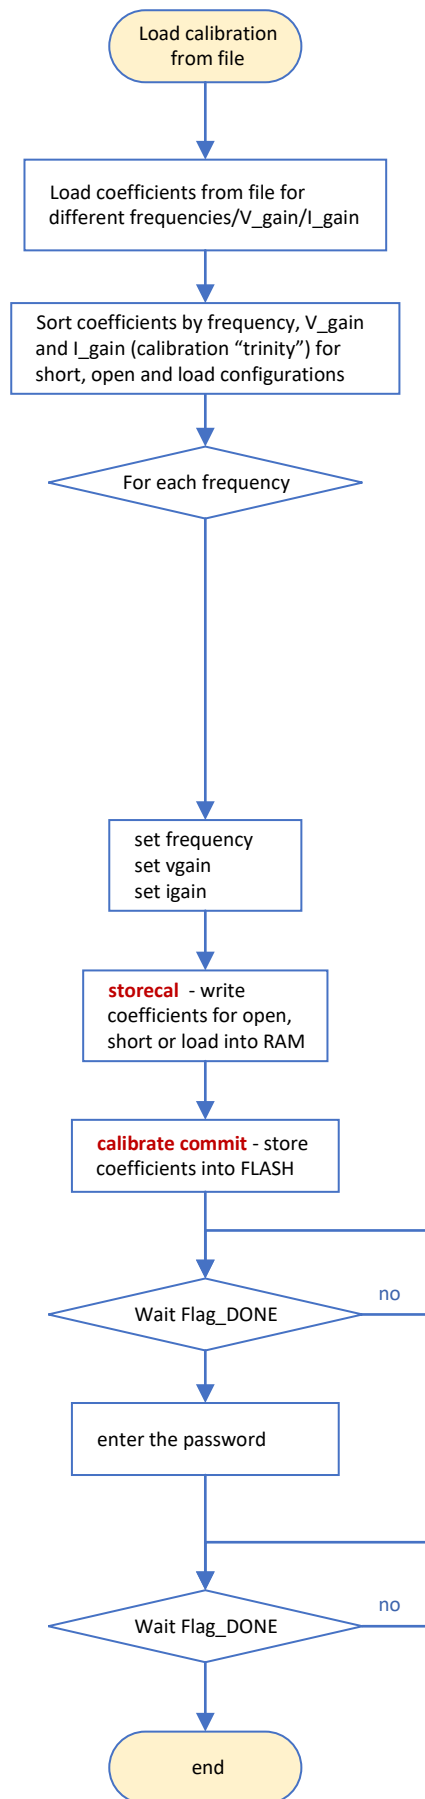 Load calibration
from file
Load coefficients from file for
different frequencies/V_gain/I_gain
Sort coefficients by frequency, V_gain
and I_gain (calibration “trinity”) for
short, open and load configurations
For each frequency
set frequency
set vgain
set igain
storecal - write
coefficients for open,
short or load into RAM
calibrate commit - store
coefficients into FLASH
Wait Flag_DONE
no
enter the password
Wait Flag_DONE
no
end